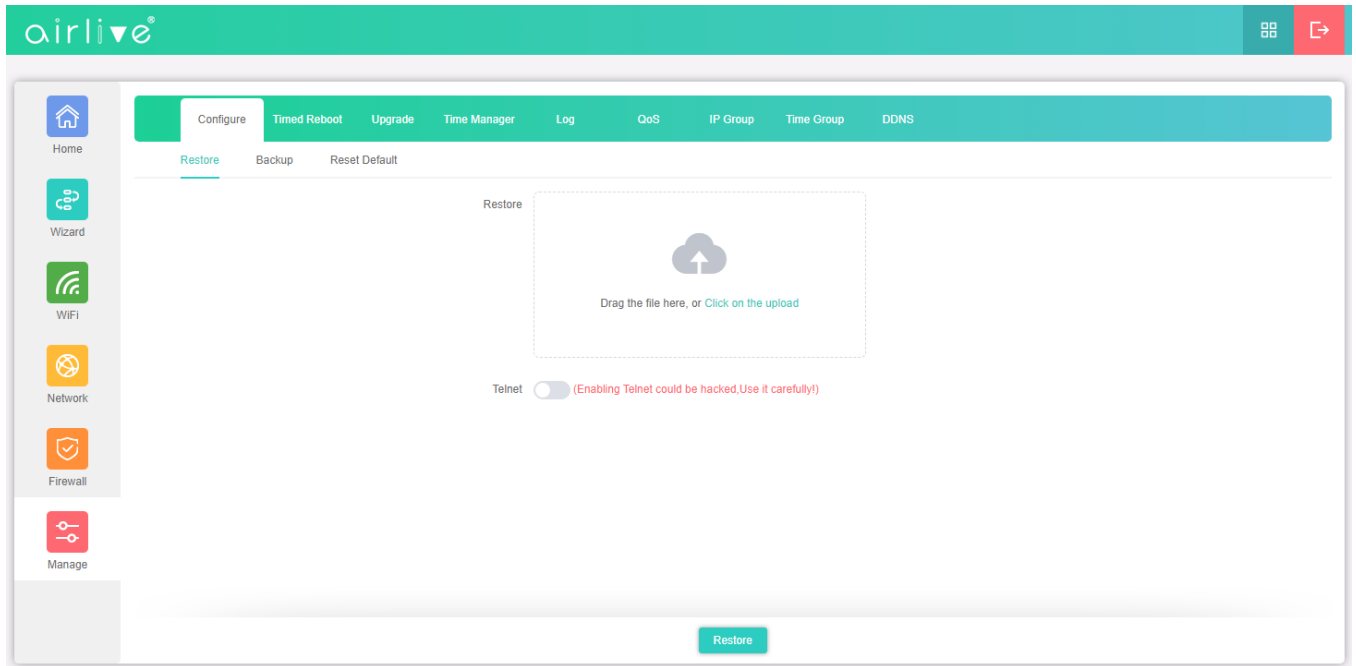 airlive®
Home
Wizard
WiFi
Network
Firewall
Manage
Configure Timed Reboot Upgrade Time Manager Log QoS IP Group Time Group DDNS
Restore Backup Reset Default
Restore
Drag the file here, or Click on the upload
Telnet (Enabling Telnet could be hacked,Use it carefully!)
Restore